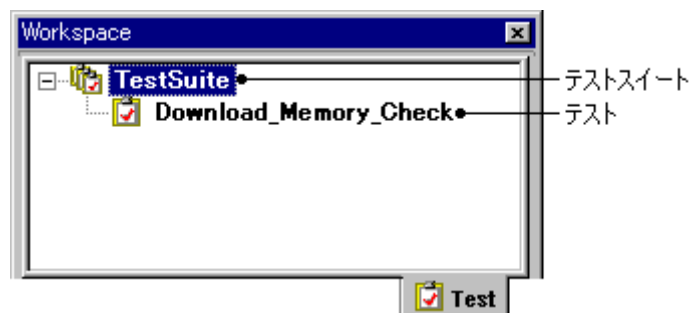 Workspace
TestSuite テストスイート
Download_Memory_Check テスト
Test